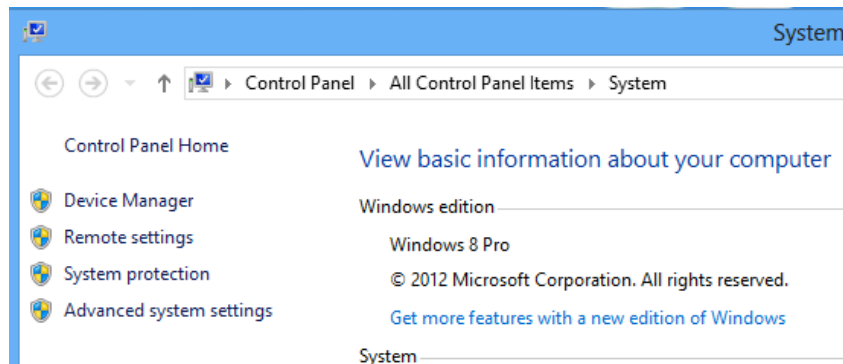 System
Control Panel All Control Panel Items System
Control Panel Home
Device Manager
Remote settings
System protection
Advanced system settings
View basic information about your computer
Windows edition
Windows 8 Pro
© 2012 Microsoft Corporation. All rights reserved.
Get more features with a new edition of Windows
System